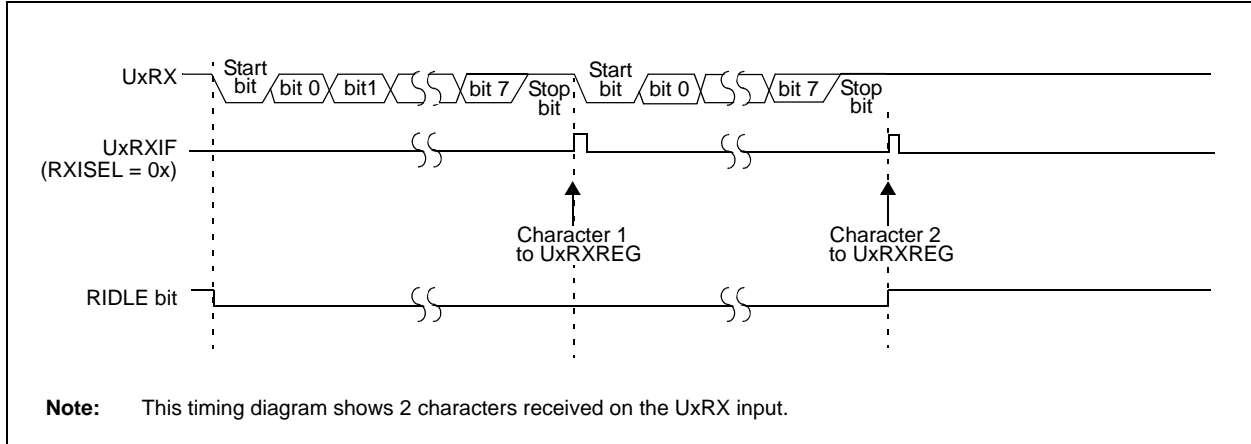 UxRX
Start
bit
bit 0
bit1
bit 7
Stop
bit
Start
bit
bit 0
bit 7
Stop
bit
UxRXIF
(RXISEL = 0x)
Character 1
to UxRXREG
Character 2
to UxRXREG
RIDLE bit
Note: This timing diagram shows 2 characters received on the UxRX input.